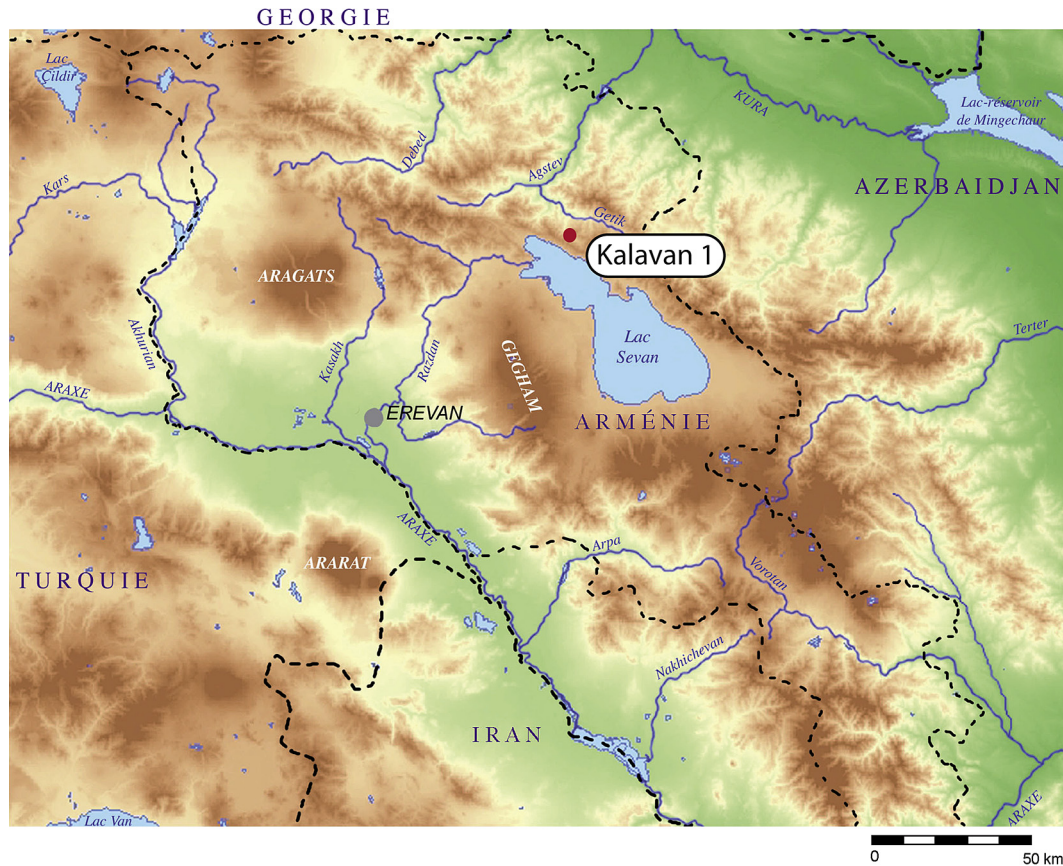 GEORGIE
Lac
Çildir
KURA
Lac-réservoir
de Mingechaur
Debed
Agstev
Kars
AZERBAIDJAN
Getik
Kalavan 1
ARAGATS
Akhurian
Kasakh
Razdan
Terter
Lac
Sevan
GEGHAM
ARAXE
EREVAN
ARMÉNIE
ARAXE
Arpa
ARARAT
TURQUIE
Vorotan
Nakhichevan
IRAN
ARAXE
Lac Van
0
50 km